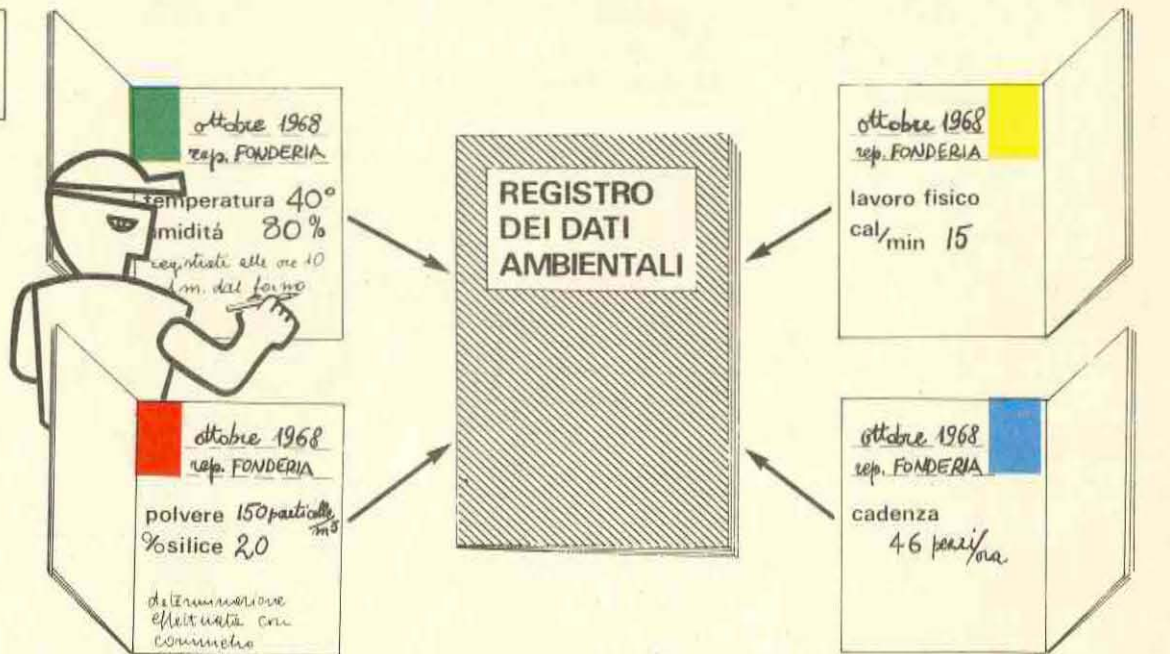 ottobre 1968
rep. FONDERIA
temperatura 40°
umiditá 80%
registrate alle ore 10
m. dal forno
REGISTRO
DEI DATI
AMBIENTALI
ottobre 1968
rep. FONDERIA
lavoro fisico
cal/min 15
ottobre 1968
rep. FONDERIA
polvere 150 particelle/m³
% silice 20
determinazione
effettuata con
ottobre 1968
rep. FONDERIA
cadenza
46 pezzi/ora